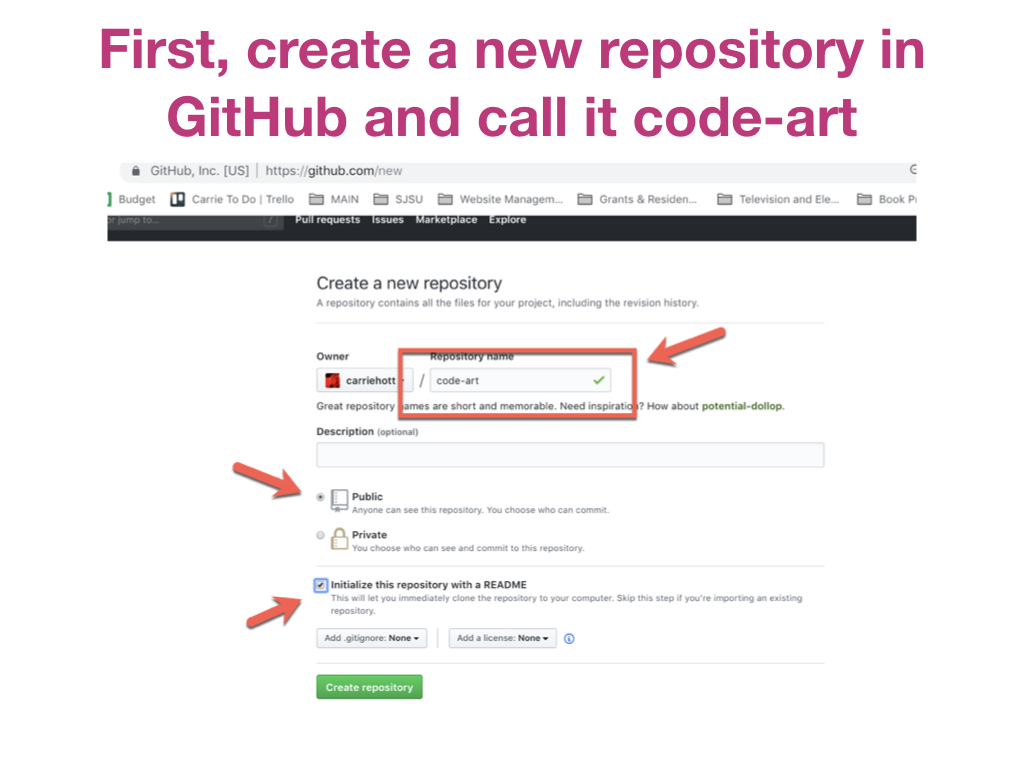 First, create a new repository in
GitHub and call it code-art
GitHub, Inc. [US] | https://github.com/new
Budget Carrie To Do | Trello MAIN SJSU Website Managem... Grants & Residen... Television and Ele... Book
or jump to... / Pull requests Issues Marketplace Explore
Create a new repository
A repository contains all the files for your project, including the revision history.
Owner Repository name
carriehott / code-art
Great repository names are short and memorable. Need inspiration? How about potential-dollop.
Description (optional)
Public
Anyone can see this repository. You choose who can commit.
Private
You choose who can see and commit to this repository.
Initialize this repository with a README
This will let you immediately clone the repository to your computer. Skip this step if you're importing an existing
repository.
Add .gitignore: None Add a license: None
Create repository